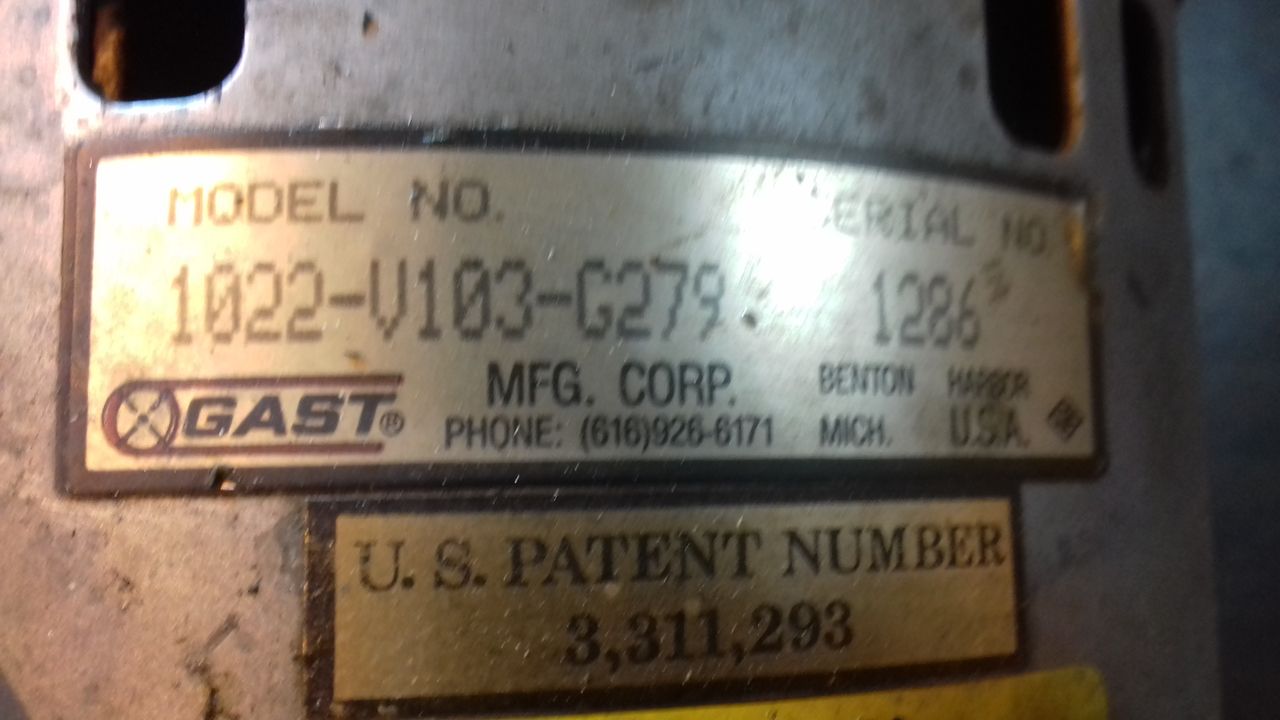 MODEL NO. SERIAL NO
1022-V103-G279 1286
GAST® MFG. CORP. BENTON HARBOR
PHONE: (616)926-6171 MICH. U.S.A.
U. S. PATENT NUMBER
3,311,293